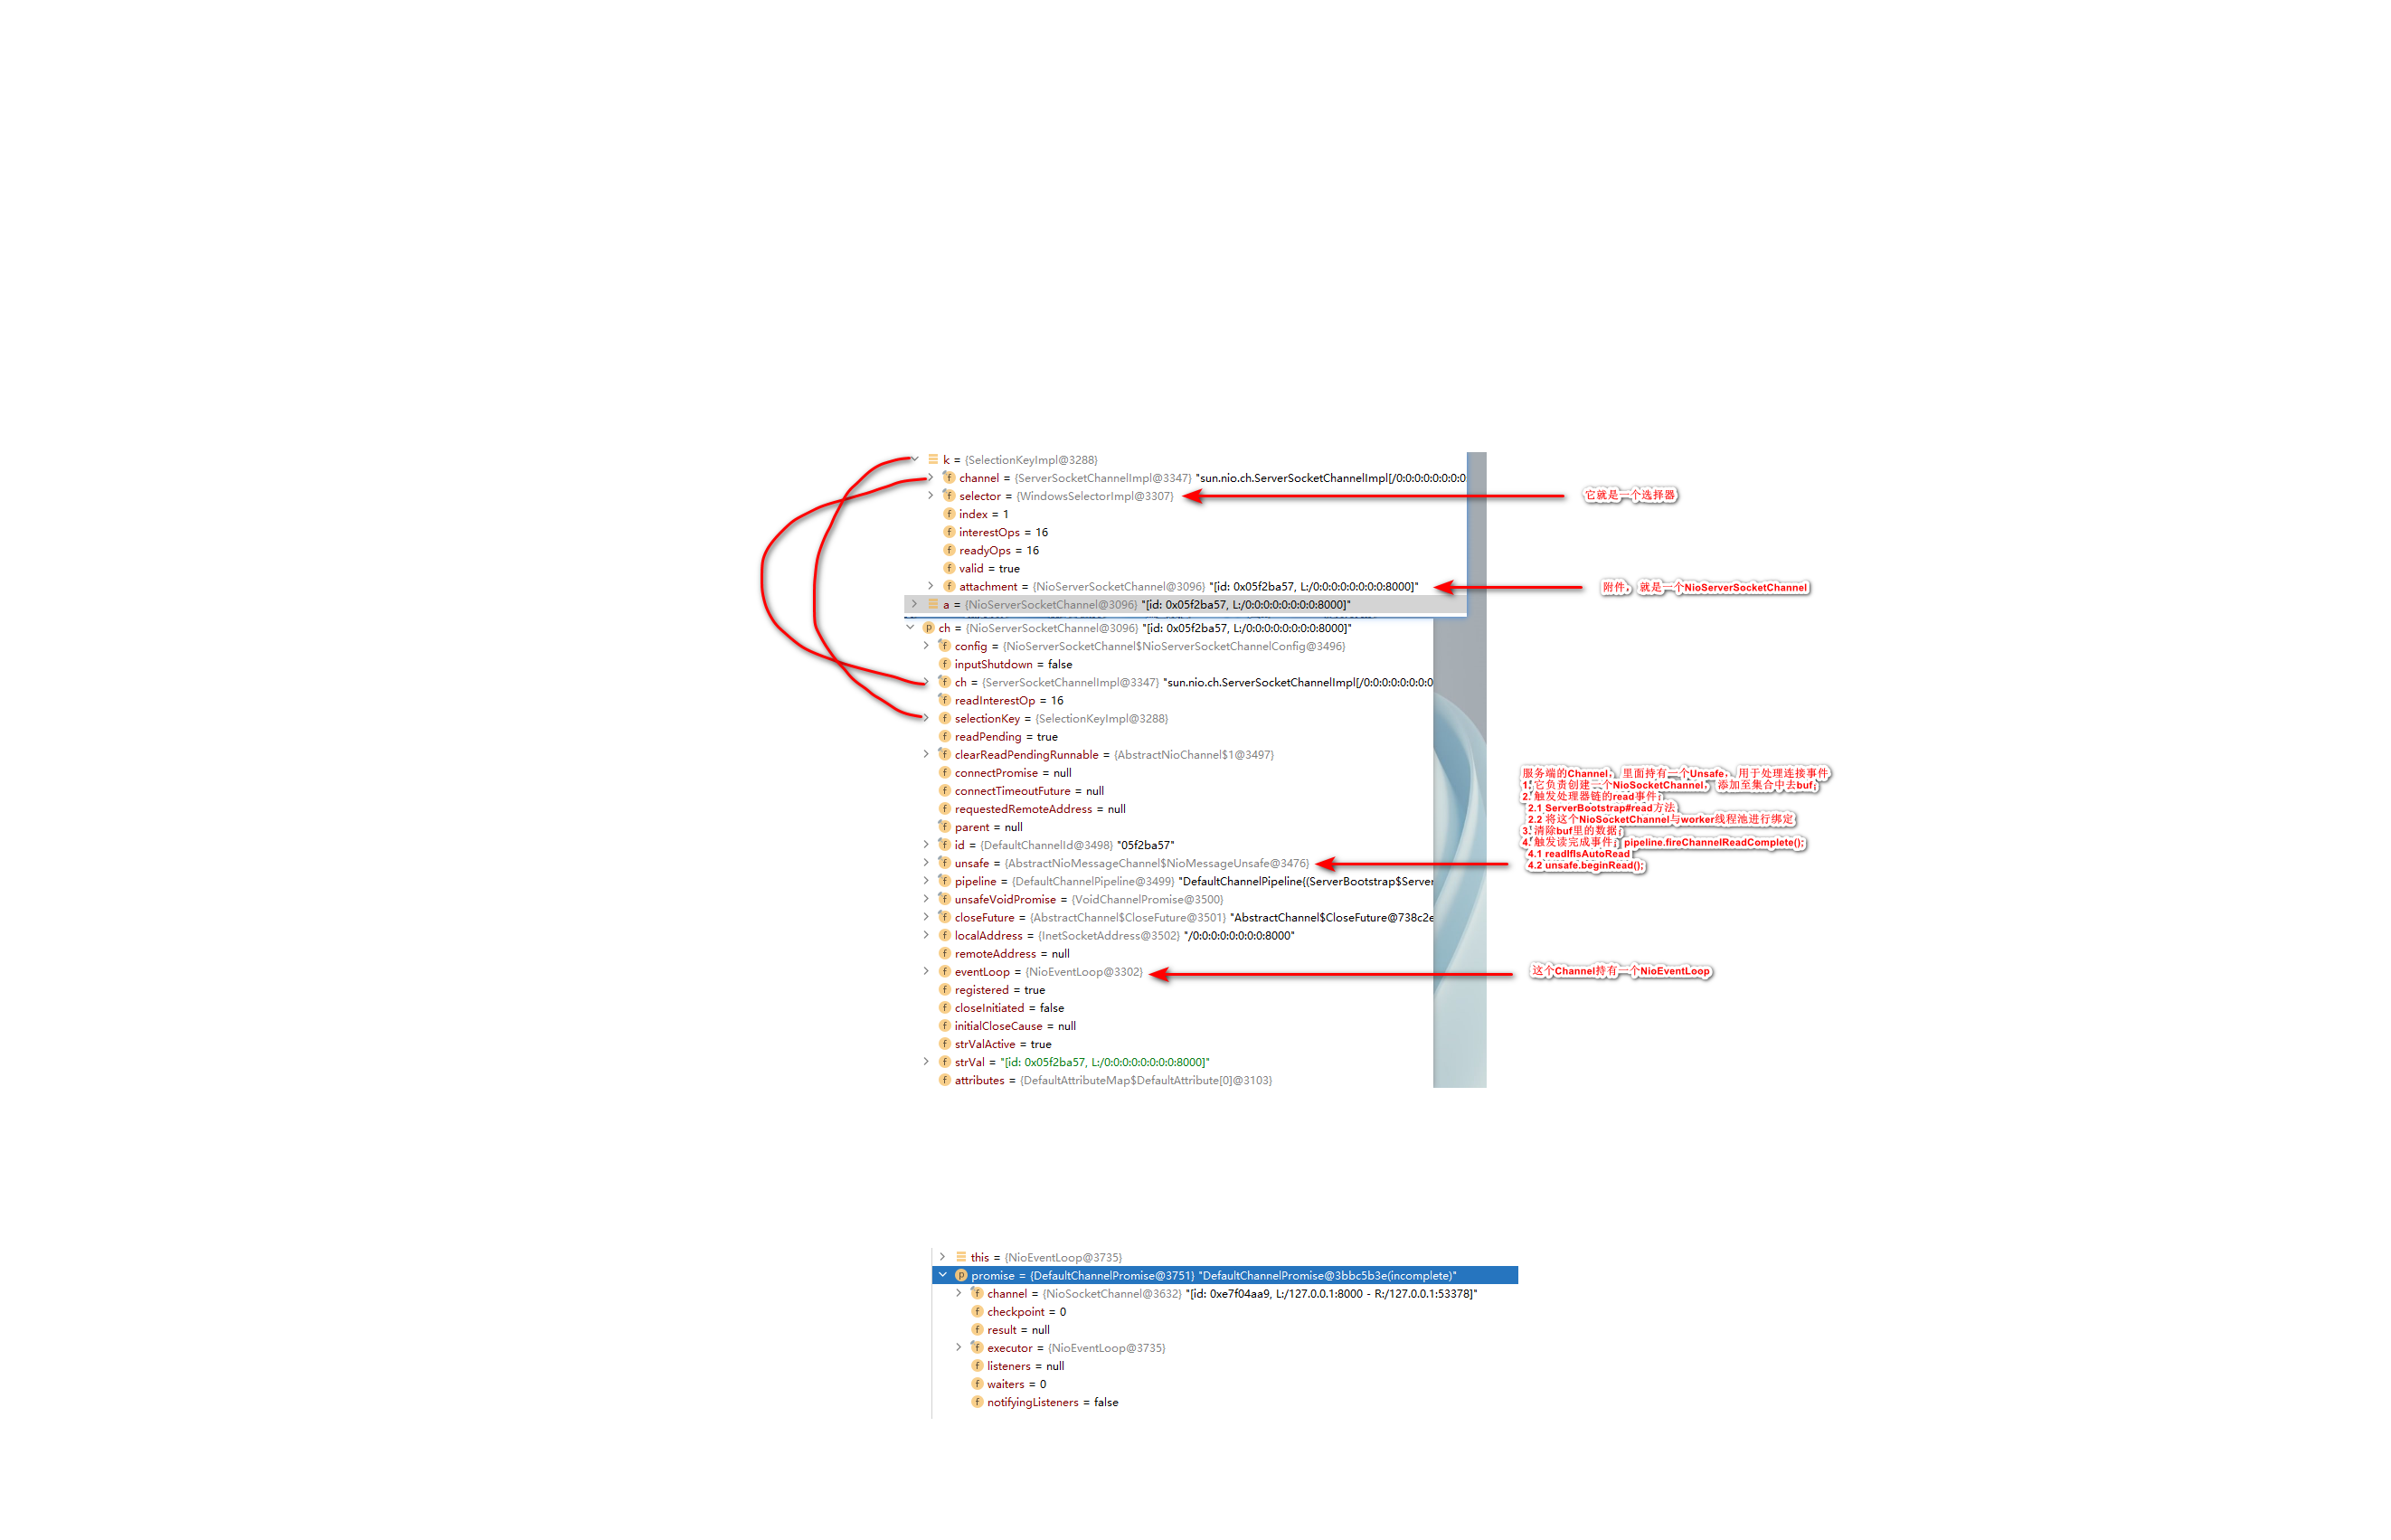 k = {SelectionKeyImpl@3288}
channel = {ServerSocketChannelImpl@3347} "sun.nio.ch.ServerSocketChannelImpl[/0:0:0:0:0:0:0:0
selector = {WindowsSelectorImpl@3307}
它就是一个选择器
index = 1
interestOps = 16
readyOps = 16
valid = true
attachment = {NioServerSocketChannel@3096} "[id: 0x05f2ba57, L:/0:0:0:0:0:0:0:0:8000]"
附件，就是一个NioServerSocketChannel
a = {NioServerSocketChannel@3096} "[id: 0x05f2ba57, L:/0:0:0:0:0:0:0:0:8000]"
ch = {NioServerSocketChannel@3096} "[id: 0x05f2ba57, L:/0:0:0:0:0:0:0:0:8000]"
config = {NioServerSocketChannel$NioServerSocketChannelConfig@3496}
inputShutdown = false
ch = {ServerSocketChannelImpl@3347} "sun.nio.ch.ServerSocketChannelImpl[/0:0:0:0:0:0:0
readInterestOp = 16
selectionKey = {SelectionKeyImpl@3288}
readPending = true
clearReadPendingRunnable = {AbstractNioChannel$1@3497}
connectPromise = null
connectTimeoutFuture = null
requestedRemoteAddress = null
parent = null
id = {DefaultChannelId@3498} "05f2ba57"
unsafe = {AbstractNioMessageChannel$NioMessageUnsafe@3476}
pipeline = {DefaultChannelPipeline@3499} "DefaultChannelPipeline{(ServerBootstrap$Server
unsafeVoidPromise = {VoidChannelPromise@3500}
closeFuture = {AbstractChannel$CloseFuture@3501} "AbstractChannel$CloseFuture@738c2e
localAddress = {InetSocketAddress@3502} "/0:0:0:0:0:0:0:0:8000"
remoteAddress = null
eventLoop = {NioEventLoop@3302}
registered = true
closeInitiated = false
initialCloseCause = null
strValActive = true
strVal = "[id: 0x05f2ba57, L:/0:0:0:0:0:0:0:0:8000]"
attributes = {DefaultAttributeMap$DefaultAttribute[0]@3103}
服务端的Channel，里面持有一个Unsafe，用于处理连接事件
1. 它负责创建一个NioSocketChannel，添加至集合中去buf；
2. 触发处理器链的read事件；
2.1 ServerBootstrap#read方法
2.2 将这个NioSocketChannel与worker线程池进行绑定
3. 清除buf里的数据；
4. 触发读完成事件；pipeline.fireChannelReadComplete();
4.1 readIfIsAutoRead
4.2 unsafe.beginRead();
这个Channel持有一个NioEventLoop
this = {NioEventLoop@3735}
promise = {DefaultChannelPromise@3751} "DefaultChannelPromise@3bbc5b3e(incomplete)"
channel = {NioSocketChannel@3632} "[id: 0xe7f04aa9, L:/127.0.0.1:8000 - R:/127.0.0.1:53378]"
checkpoint = 0
result = null
executor = {NioEventLoop@3735}
listeners = null
waiters = 0
notifyingListeners = false